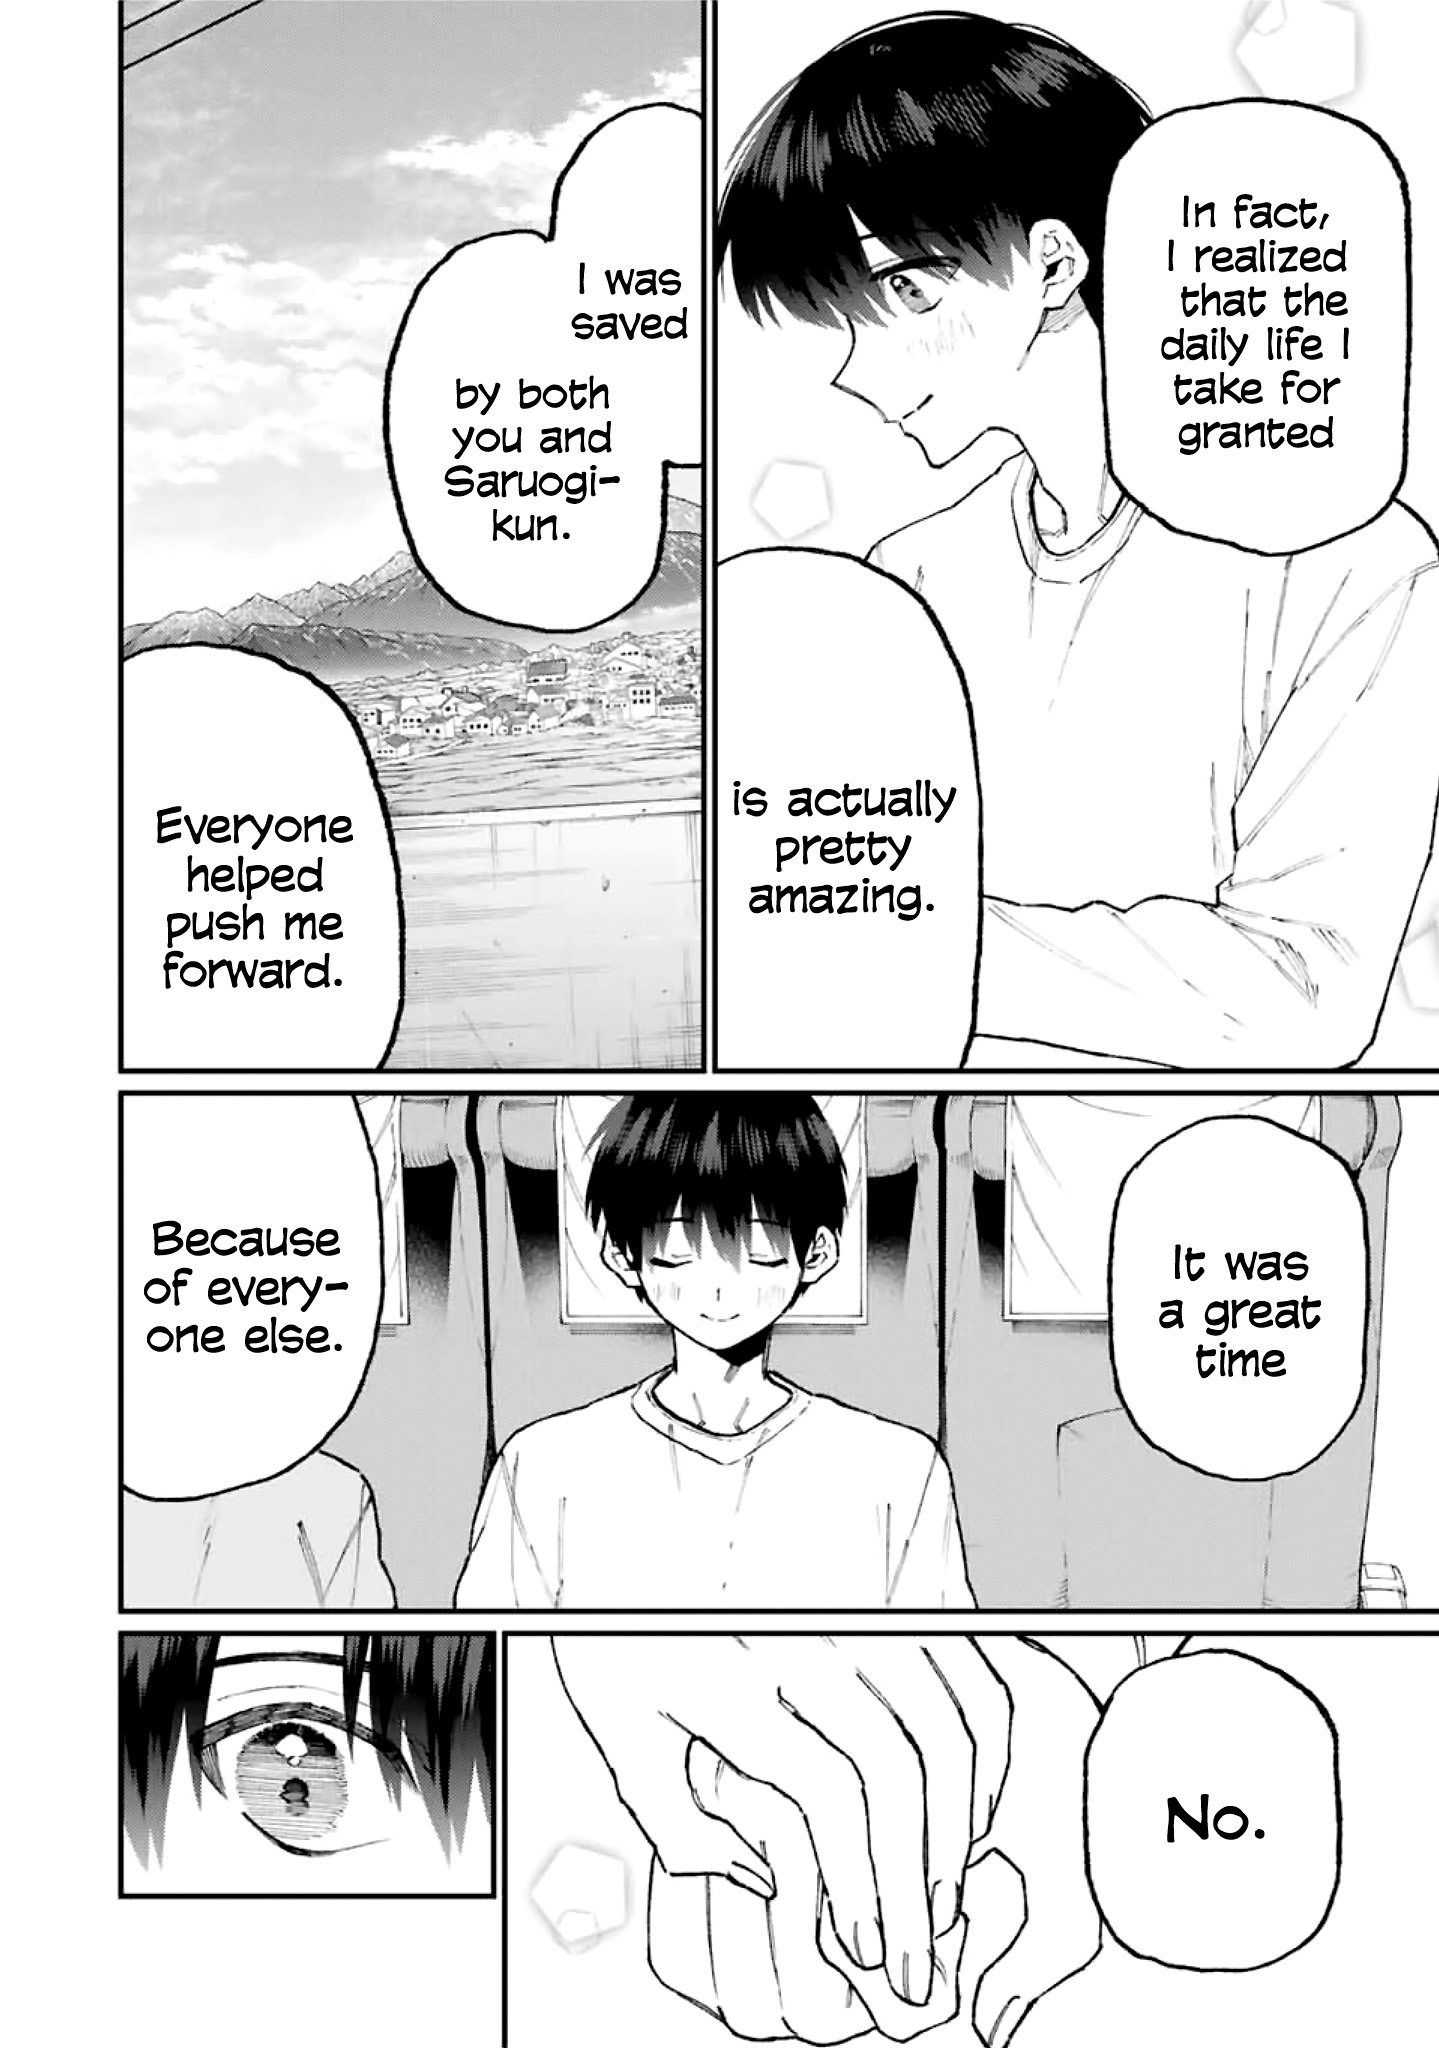 In fact,
I realized
that the
daily life I
take for
granted
is actually
pretty
amazing.
I was
saved
by both
you and
Saruogi-
kun.
Everyone
helped
push me
forward.
It was
a great
time
Because
of every-
one else.
No.